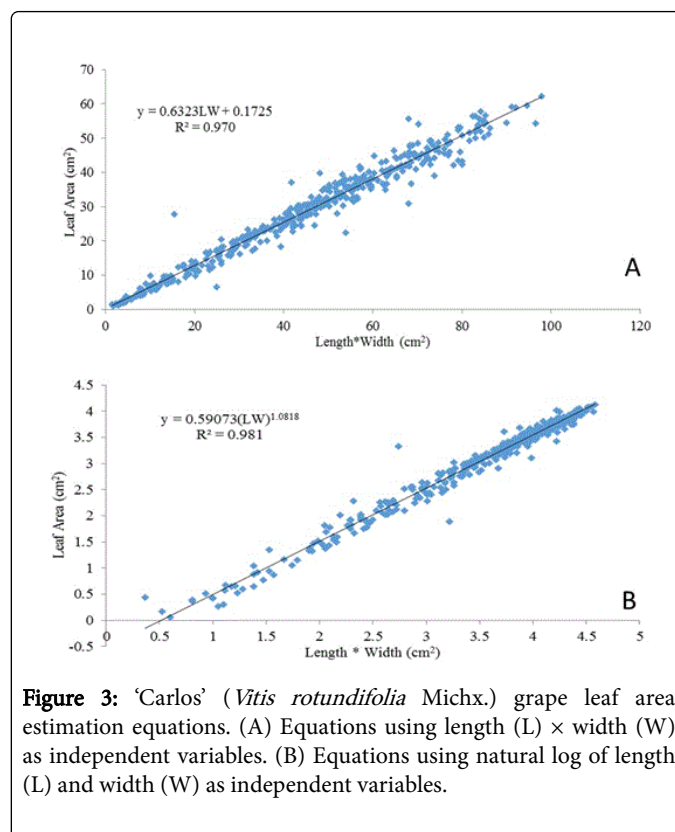 70
60
50
40
30
20
10
0
Leaf Area (cm²)
y = 0.6323LW + 0.1725
R² = 0.970
A
0 20 40 60 80 100 120
Length*Width (cm²)
4.5
4
3.5
3
2.5
2
1.5
1
0.5
0
-0.5
Leaf Area (cm²)
y = 0.59073(LW)^1.0818
R² = 0.981
B
0 0.5 1 1.5 2 2.5 3 3.5 4 4.5 5
Length * Width (cm²)
Figure 3: ‘Carlos’ (Vitis rotundifolia Michx.) grape leaf area
estimation equations. (A) Equations using length (L) × width (W)
as independent variables. (B) Equations using natural log of length
(L) and width (W) as independent variables.